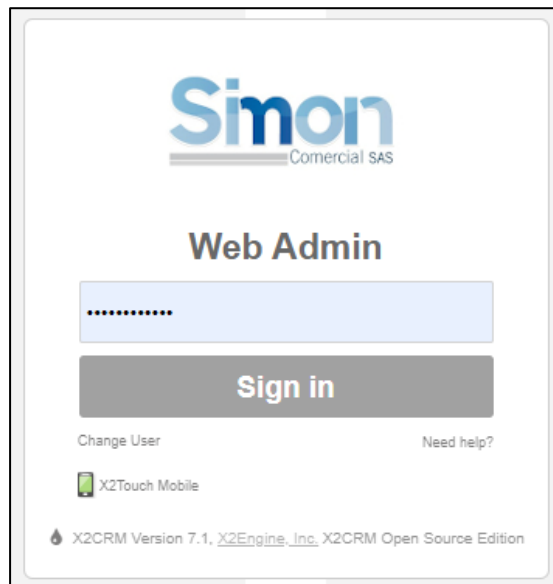 Simon
Comercial SAS
Web Admin
••••••••••••
Sign in
Change User Need help?
X2Touch Mobile
X2CRM Version 7.1, X2Engine, Inc. X2CRM Open Source Edition